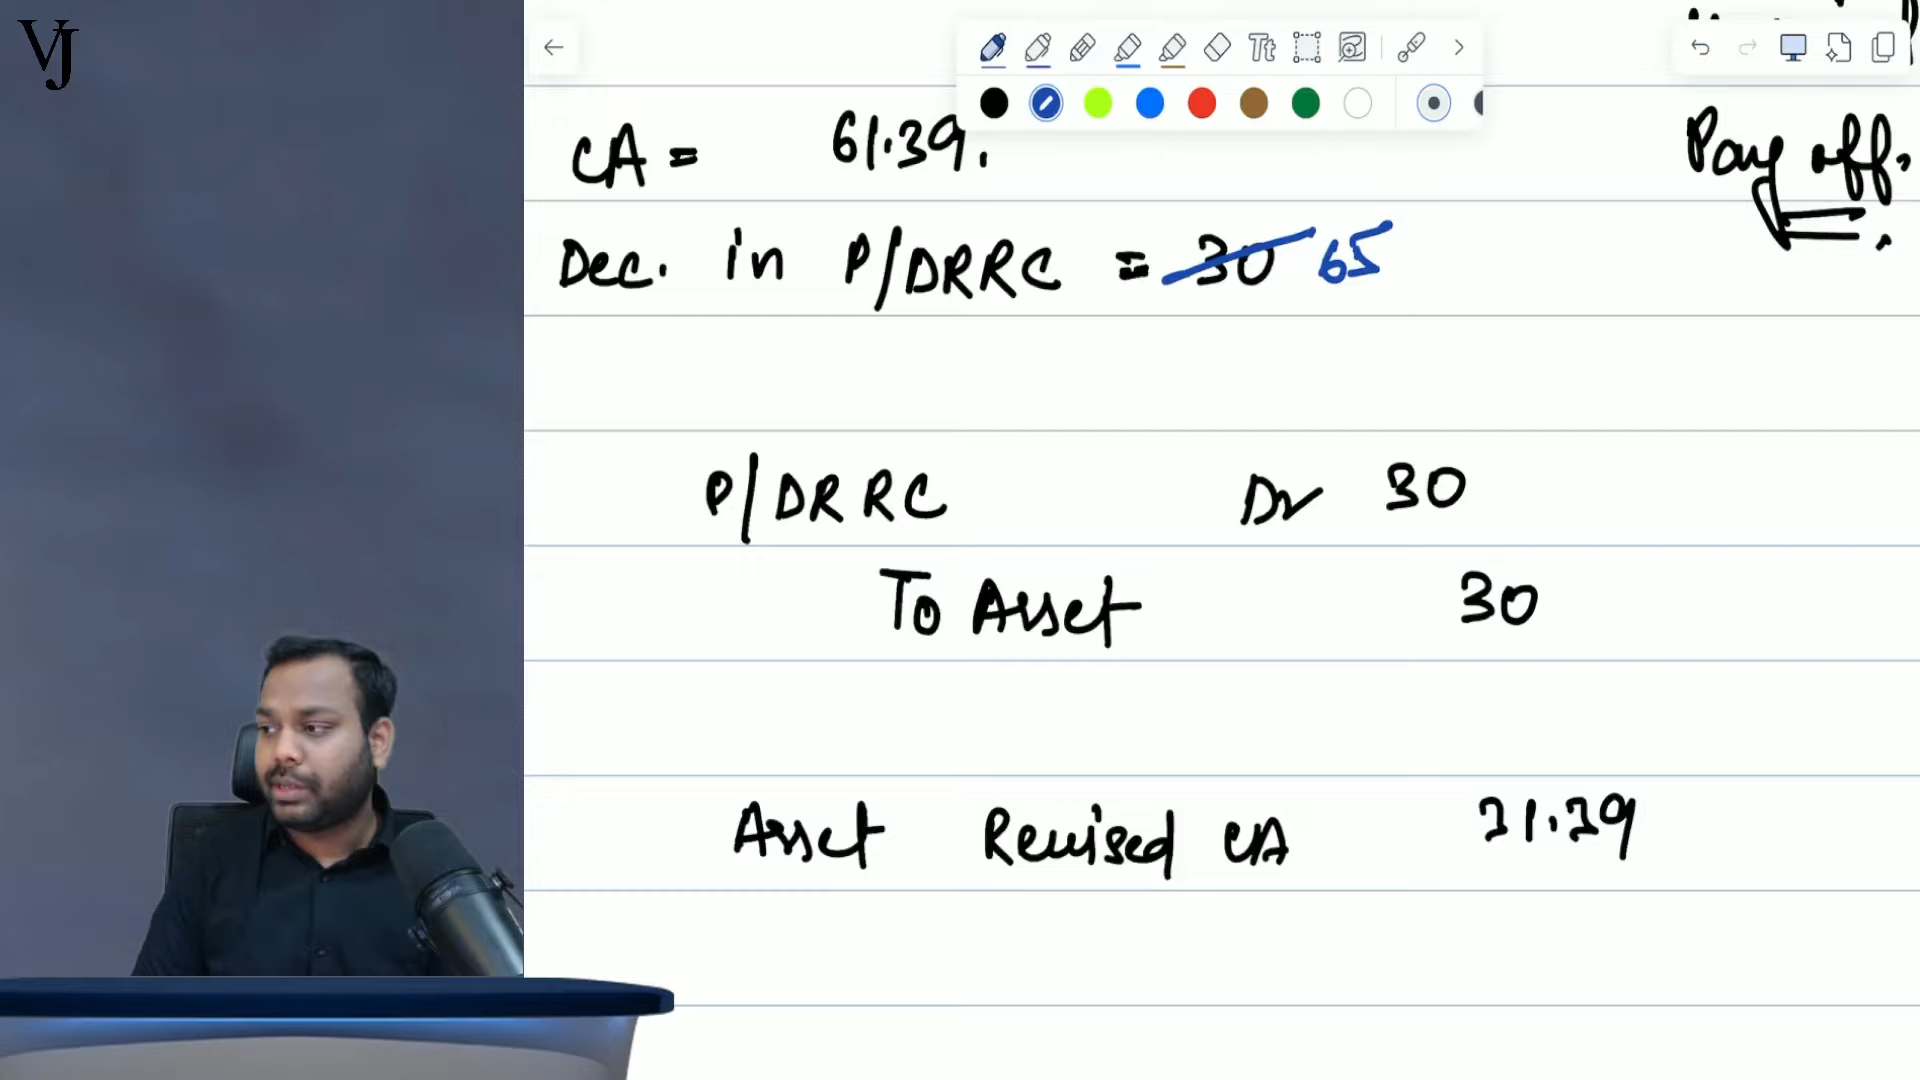 VJ
Tt
CA = 61.39.
Pay off.
Dec. in P/DRRC = 30 65
P/DRRC Dr 30
To Asset 30
Asset Revised CA 31.39